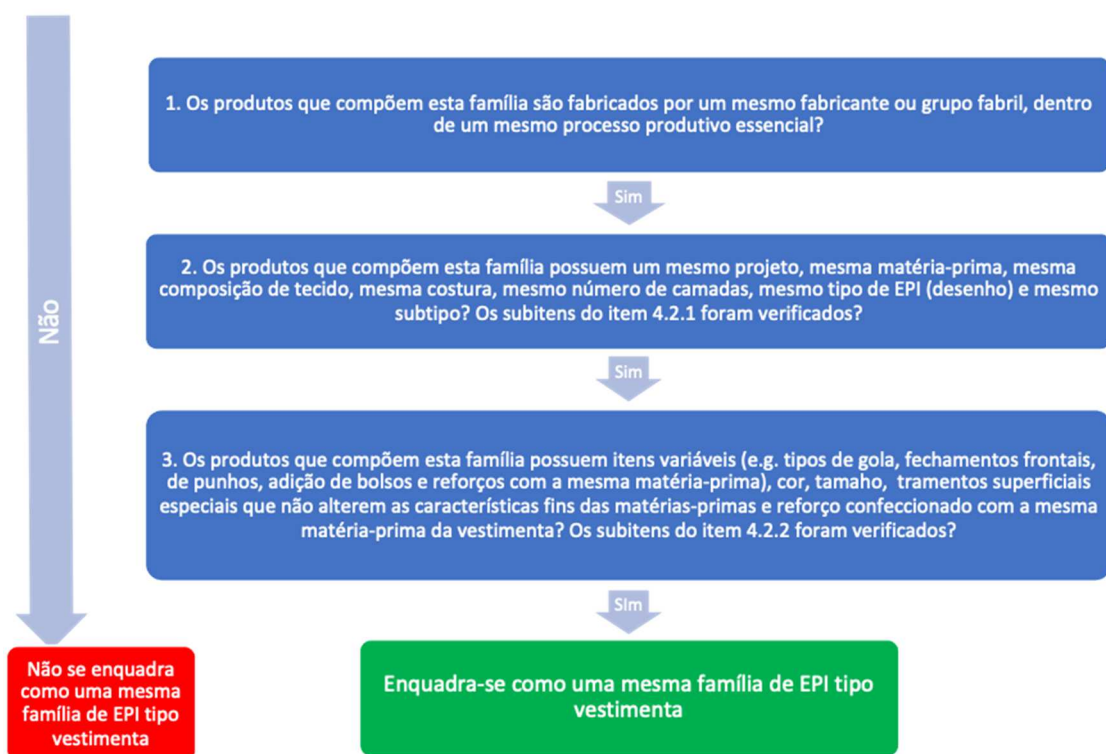 1. Os produtos que compõem esta família são fabricados por um mesmo fabricante ou grupo fabril, dentro
de um mesmo processo produtivo essencial?
Sim
2. Os produtos que compõem esta família possuem um mesmo projeto, mesma matéria-prima, mesma
composição de tecido, mesma costura, mesmo número de camadas, mesmo tipo de EPI (desenho) e mesmo
subtipo? Os subitens do item 4.2.1 foram verificados?
Não
Sim
3. Os produtos que compõem esta família possuem itens variáveis (e.g. tipos de gola, fechamentos frontais,
de punhos, adição de bolsos e reforços com a mesma matéria-prima), cor, tamaho, tramentos superficiais
especiais que não alterem as características fins das matérias-primas e reforço confeccionado com a mesma
matéria-prima da vestimenta? Os subitens do item 4.2.2 foram verificados?
Sim
Não se enquadra
como uma mesma
família de EPI tipo
vestimenta
Enquadra-se como uma mesma família de EPI tipo
vestimenta